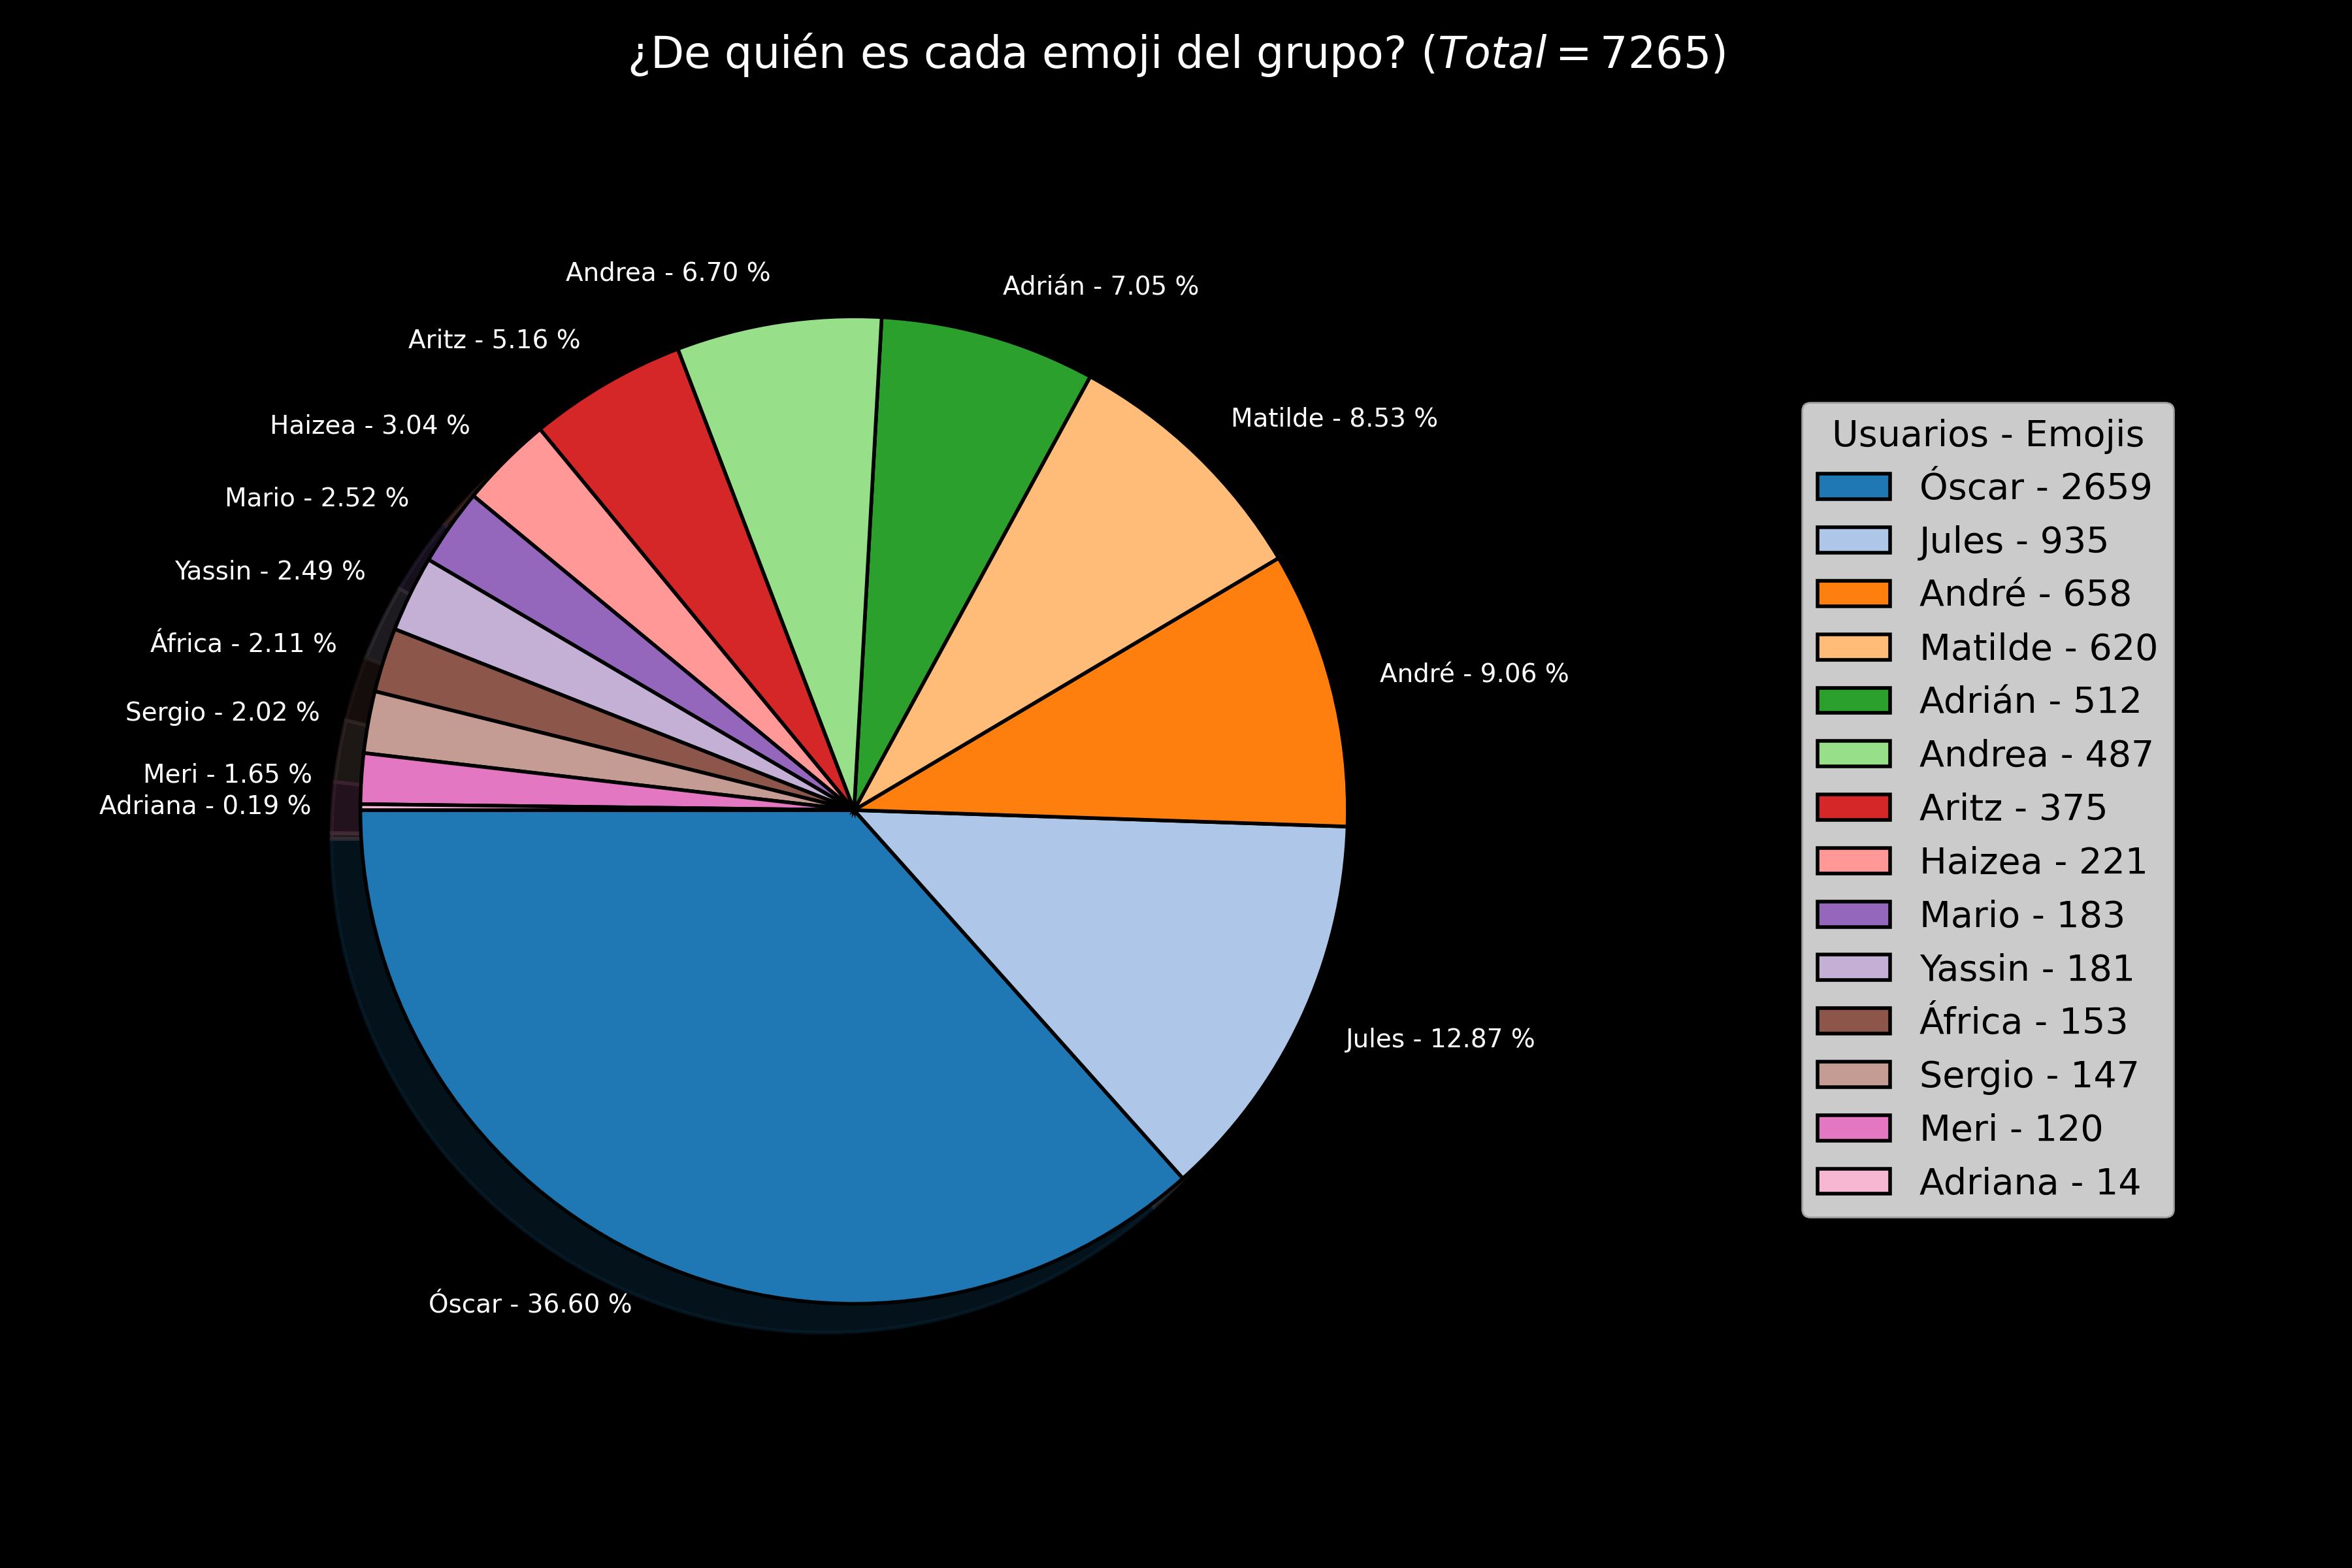 ¿De quién es cada emoji del grupo? (Total = 7265)
Andrea - 6.70 %
Adrián - 7.05 %
Aritz - 5.16 %
Matilde - 8.53 %
Haizea - 3.04 %
Mario - 2.52 %
Yassin - 2.49 %
África - 2.11 %
André - 9.06 %
Sergio - 2.02 %
Meri - 1.65 %
Adriana - 0.19 %
Jules - 12.87 %
Óscar - 36.60 %
Usuarios - Emojis
Óscar - 2659
Jules - 935
André - 658
Matilde - 620
Adrián - 512
Andrea - 487
Aritz - 375
Haizea - 221
Mario - 183
Yassin - 181
África - 153
Sergio - 147
Meri - 120
Adriana - 14